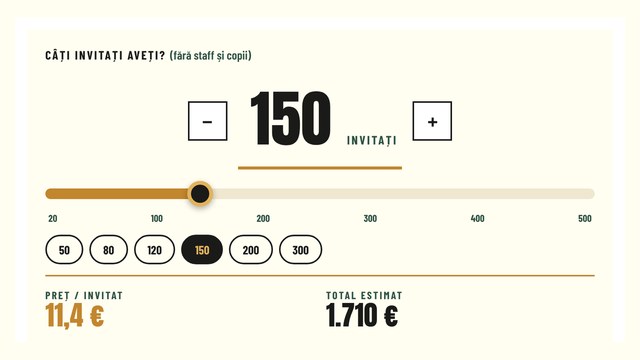 CÂȚI INVITAȚI AVEȚI? (fără staff și copii)
− 150 INVITAȚI +
20 100 200 300 400 500
50 80 120 150 200 300
PREȚ / INVITAT TOTAL ESTIMAT
11,4 € 1.710 €